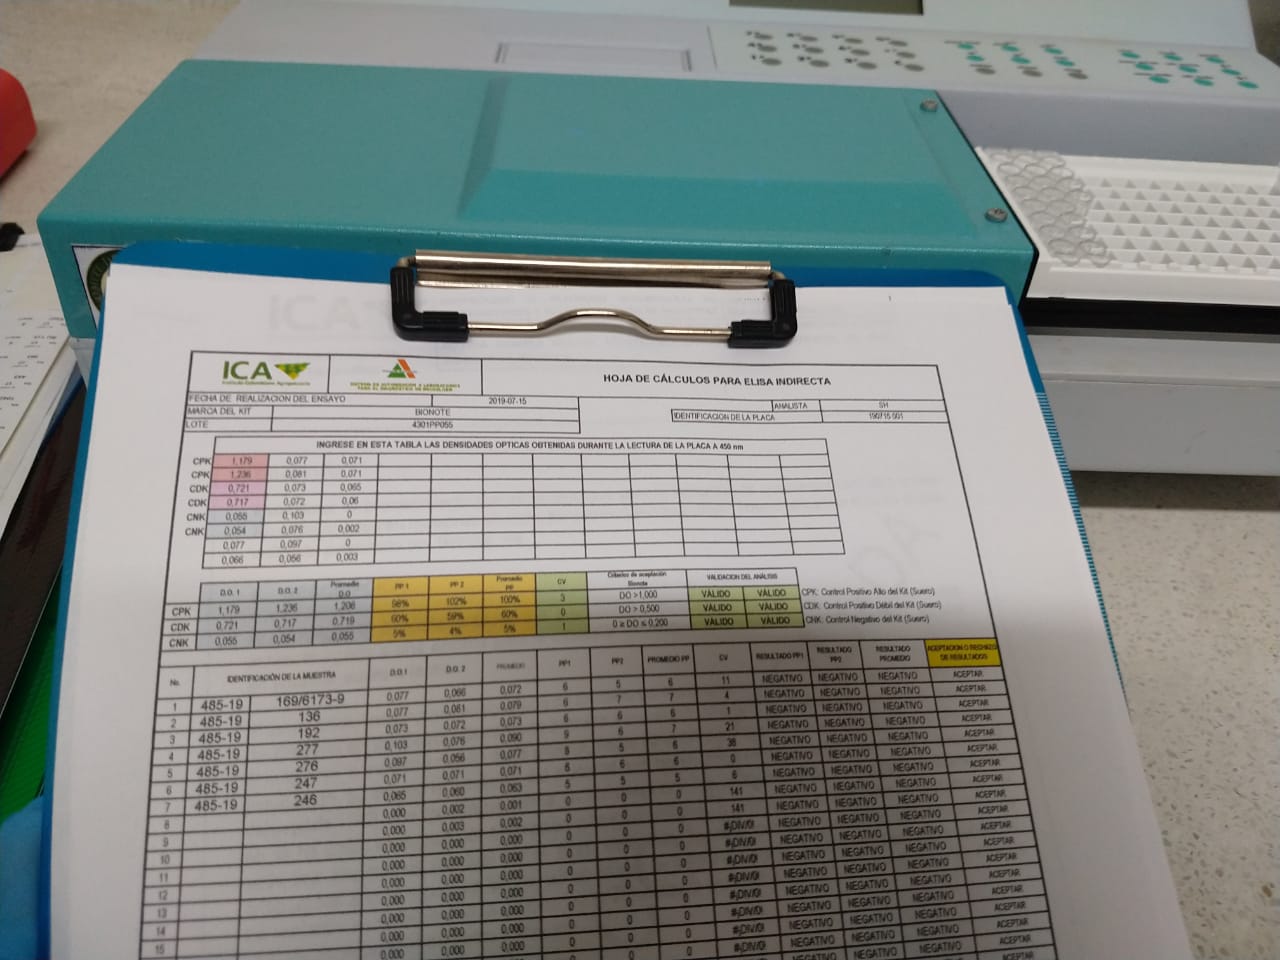 ICA HOJA DE CÁLCULOS PARA ELISA INDIRECTA
Instituto Colombiano Agropecuario
FECHA DE REALIZACION DEL ENSAYO 2019-07-15 ANALISTA SH
MARCA DEL KIT BIONOTE IDENTIFICACION DE LA PLACA 190715 001
LOTE 4301PP055
INGRESE EN ESTA TABLA LAS DENSIDADES OPTICAS OBTENIDAS DURANTE LA LECTURA DE LA PLACA A 450 nm
CPK 1,179 0,077 0,071
CPK 1,236 0,081 0,071
CDK 0,721 0,073 0,065
CDK 0,717 0,072 0,06
CNK 0,055 0,103 0
CNK 0,054 0,076 0,002
0,077 0,097 0
0,066 0,056 0,003
D.O. 1 D.O. 2 Promedio D.O PP 1 PP 2 Promedio PP CV Criterios de aceptación Bionote VALIDACION DEL ANÁLISIS
CPK 1,179 1,236 1,208 98% 102% 100% 3 DO >1,000 VÁLIDO VÁLIDO CPK: Control Positivo Alto del Kit (Suero)
CDK 0,721 0,717 0,719 60% 59% 60% 0 DO > 0,500 VÁLIDO VÁLIDO CDK: Control Positivo Débil del Kit (Suero)
CNK 0,055 0,054 0,055 5% 4% 5% 1 0 ≥ DO ≤ 0,200 VÁLIDO VÁLIDO CNK: Control Negativo del Kit (Suero)
No. IDENTIFICACIÓN DE LA MUESTRA D.O.1 D.O. 2 PROMEDIO PP1 PP2 PROMEDIO PP CV RESULTADO PP1 RESULTADO PP2 RESULTADO PROMEDIO ACEPTACION O RECHAZO DE RESULTADOS
1 485-19 169/6173-9 0,077 0,066 0,072 6 5 6 11 NEGATIVO NEGATIVO NEGATIVO ACEPTAR
2 485-19 136 0,077 0,081 0,079 6 7 7 4 NEGATIVO NEGATIVO NEGATIVO ACEPTAR
3 485-19 192 0,073 0,072 0,073 6 6 6 1 NEGATIVO NEGATIVO NEGATIVO ACEPTAR
4 485-19 277 0,103 0,076 0,090 9 6 7 21 NEGATIVO NEGATIVO NEGATIVO ACEPTAR
5 485-19 276 0,097 0,056 0,077 8 5 6 38 NEGATIVO NEGATIVO NEGATIVO ACEPTAR
6 485-19 247 0,071 0,071 0,071 6 6 6 0 NEGATIVO NEGATIVO NEGATIVO ACEPTAR
7 485-19 246 0,065 0,060 0,063 5 5 5 6 NEGATIVO NEGATIVO NEGATIVO ACEPTAR
8 0,000 0,002 0,001 0 0 0 141 NEGATIVO NEGATIVO NEGATIVO ACEPTAR
9 0,000 0,003 0,002 0 0 0 141 NEGATIVO NEGATIVO NEGATIVO ACEPTAR
10 0,000 0,000 0,000 0 0 0 #¡DIV/0! NEGATIVO NEGATIVO NEGATIVO ACEPTAR
11 0,000 0,000 0,000 0 0 0 #¡DIV/0! NEGATIVO NEGATIVO NEGATIVO ACEPTAR
12 0,000 0,000 0,000 0 0 0 #¡DIV/0! NEGATIVO NEGATIVO NEGATIVO ACEPTAR
13 0,000 0,000 0,000 0 0 0 #¡DIV/0! NEGATIVO NEGATIVO NEGATIVO ACEPTAR
14 0,000 0,000 0,000 0 0 0 #¡DIV/0! NEGATIVO NEGATIVO NEGATIVO ACEPTAR
15 0,000 0,000 0,000 0 0 0 #¡DIV/0! NEGATIVO NEGATIVO NEGATIVO ACEPTAR